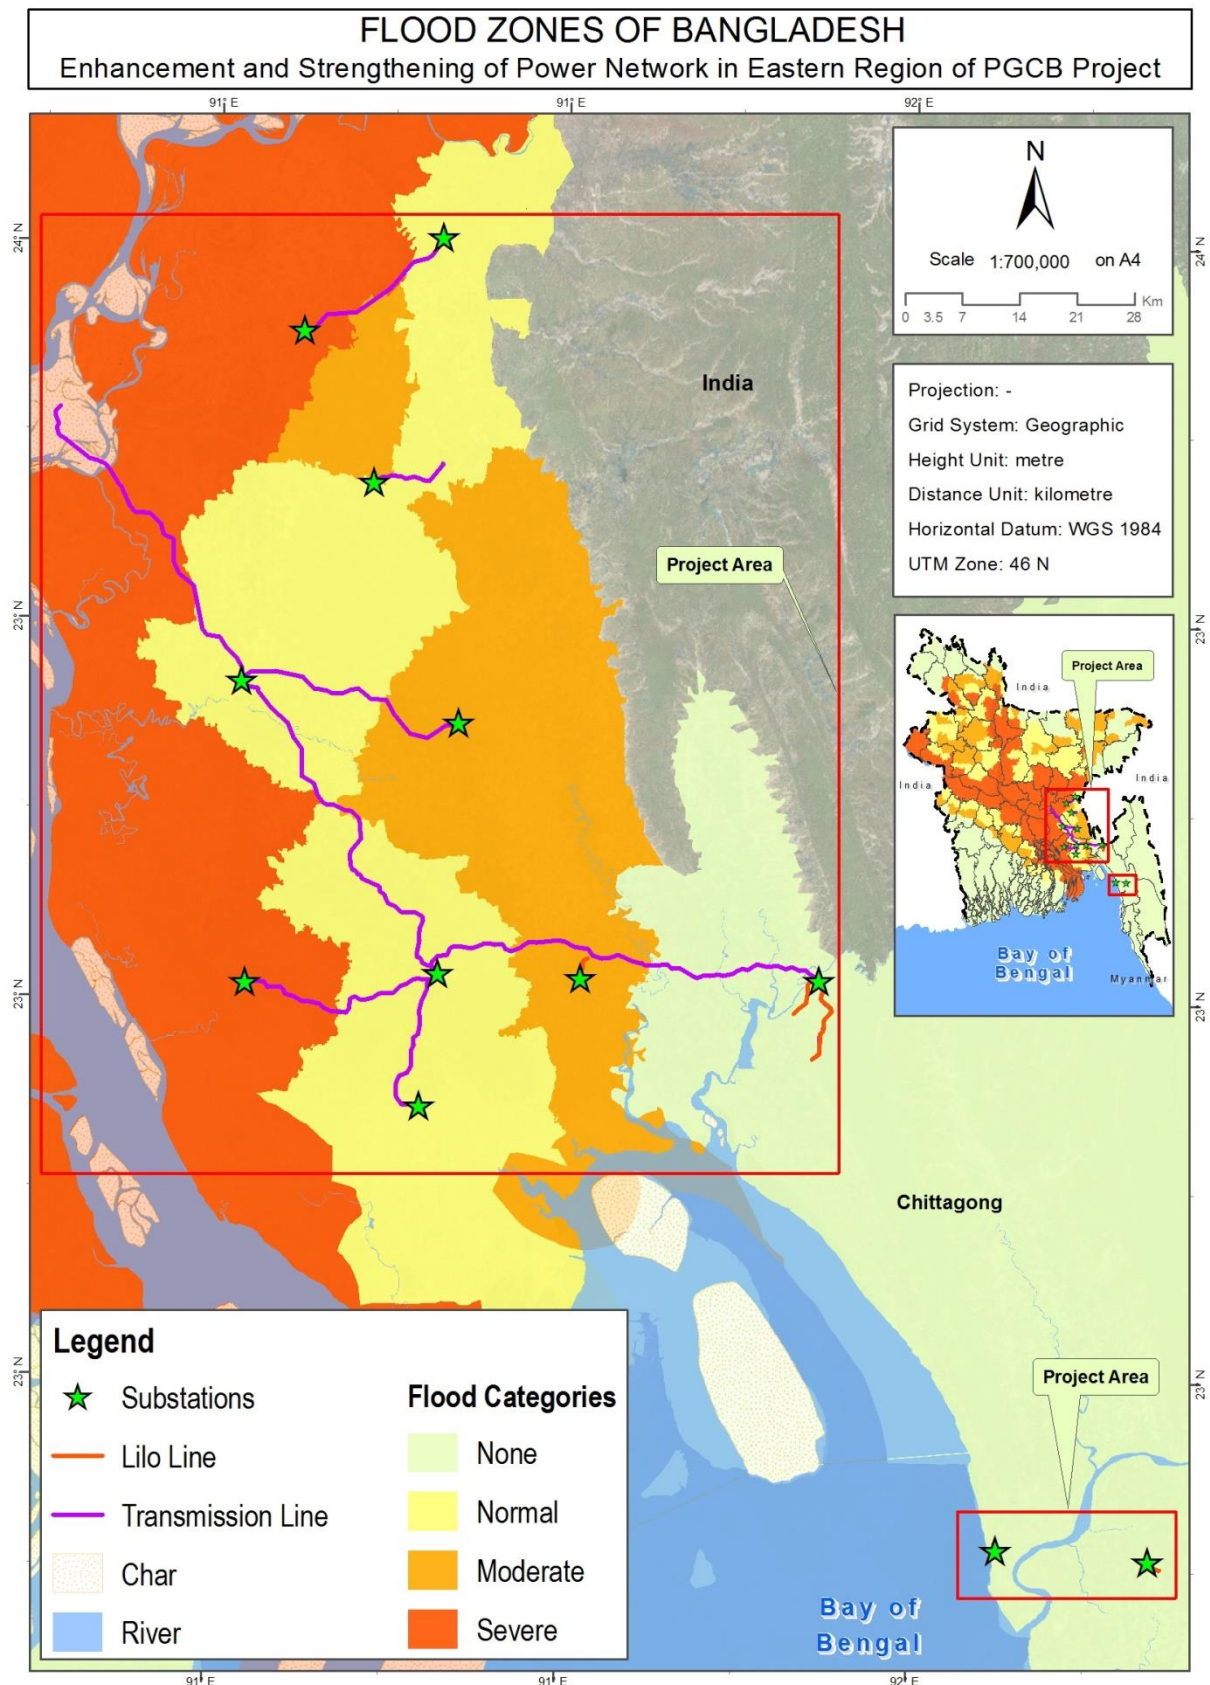 FLOOD ZONES OF BANGLADESH
Enhancement and Strengthening of Power Network in Eastern Region of PGCB Project
91°E
91°E
92°E
24°N
24°N
N
Scale 1:700,000 on A4
Km
0 3.5 7 14 21 28
India
Projection: -
Grid System: Geographic
Height Unit: metre
Distance Unit: kilometre
Horizontal Datum: WGS 1984
UTM Zone: 46 N
Project Area
23°N
23°N
Project Area
India
India
India
Bay of
Bengal
Myanmar
23°N
23°N
Chittagong
23°N
23°N
Project Area
Legend
Substations
Lilo Line
Transmission Line
Char
River
Flood Categories
None
Normal
Moderate
Severe
Bay of
Bengal
91°E
91°E
92°E